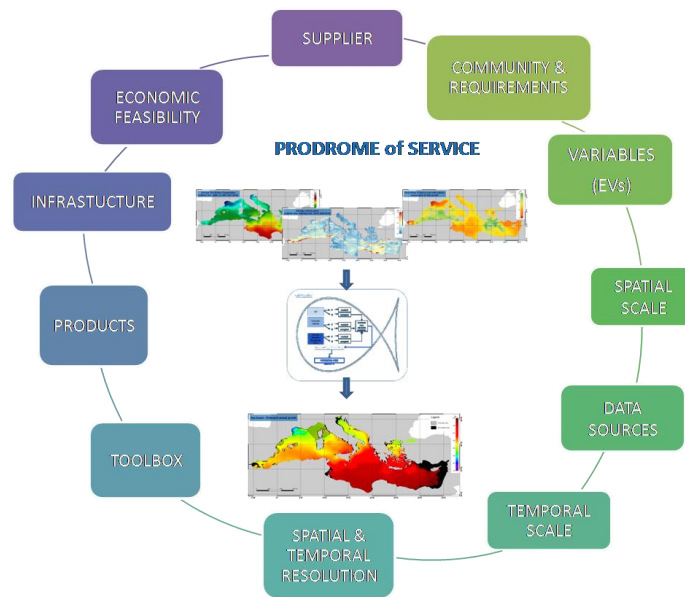 SUPPLIER
COMMUNITY &
REQUIREMENTS
VARIABLES
(EVs)
SPATIAL
SCALE
DATA
SOURCES
TEMPORAL
SCALE
SPATIAL &
TEMPORAL
RESOLUTION
TOOLBOX
PRODUCTS
INFRASTUCTURE
ECONOMIC
FEASIBILITY
PRODROME of SERVICE